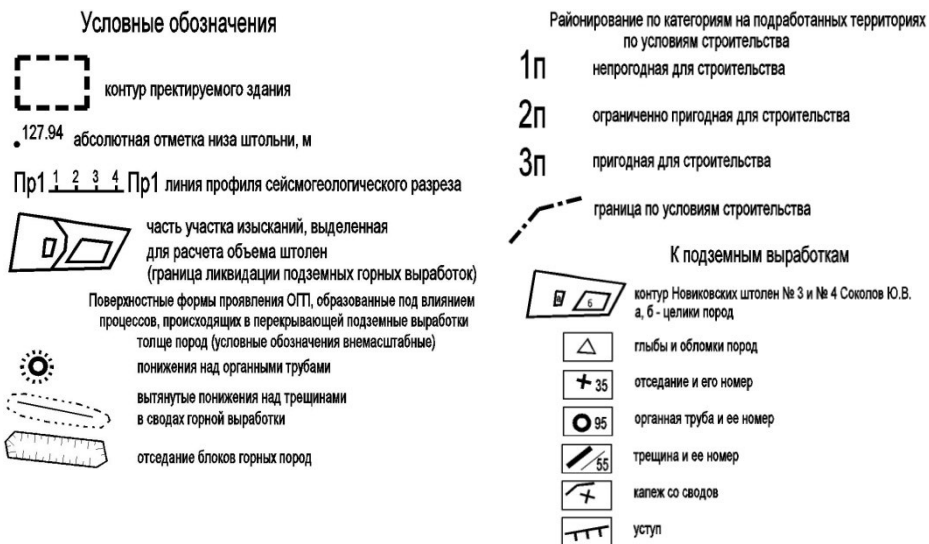 Условные обозначения
контур пректируемого здания
127.94 абсолютная отметка низа штольни, м
Пр1 1 2 3 4 Пр1 линия профиля сейсмогеологического разреза
часть участка изысканий, выделенная
для расчета объема штолен
(граница ликвидации подземных горных выработок)
Поверхностные формы проявления ОГП, образованные под влиянием
процессов, происходящих в перекрывающей подземные выработки
толще пород (условные обозначения внемасштабные)
понижения над органными трубами
вытянутые понижения над трещинами
в сводах горной выработки
отседание блоков горных пород
Районирование по категориям на подработанных территориях
по условиям строительства
1п непрогодная для строительства
2п ограниченно пригодная для строительства
3п пригодная для строительства
граница по условиям строительства
К подземным выработкам
б контур Новиковских штолен № 3 и № 4 Соколов Ю.В.
а, б - целики пород
глыбы и обломки пород
35 отседание и его номер
95 органная труба и ее номер
55 трещина и ее номер
капеж со сводов
уступ